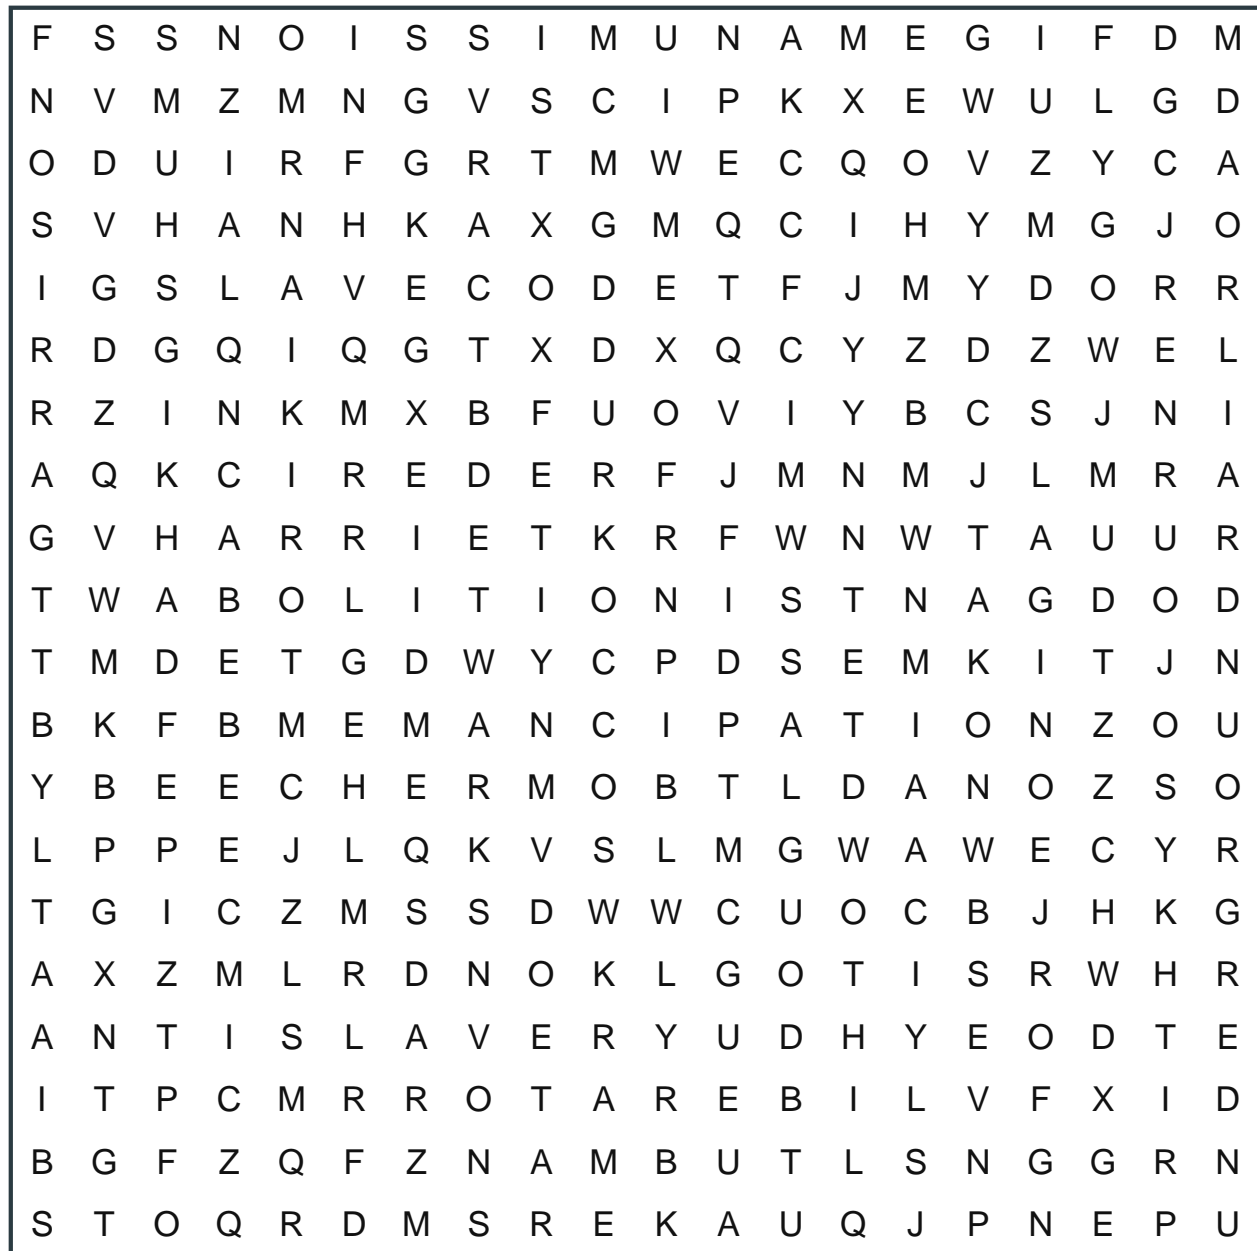 F S S N O I S S I M U N A M E G I F D M
N V M Z M N G V S C I P K X E W U L G D
O D U I R F G R T M W E C Q O V Z Y C A
S V H A N H K A X G M Q C I H Y M G J O
I G S L A V E C O D E T F J M Y D O R R
R D G Q I Q G T X D X Q C Y Z D Z W E L
R Z I N K M X B F U O V I Y B C S J N I
A Q K C I R E D E R F J M N M J L M R A
G V H A R R I E T K R F W N W T A U U R
T W A B O L I T I O N I S T N A G D O D
T M D E T G D W Y C P D S E M K I T J N
B K F B M E M A N C I P A T I O N Z O U
Y B E E C H E R M O B T L D A N O Z S O
L P P E J L Q K V S L M G W A W E C Y R
T G I C Z M S S D W W C U O C B J H K G
A X Z M L R D N O K L G O T I S R W H R
A N T I S L A V E R Y U D H Y E O D T E
I T P C M R R O T A R E B I L V F X I D
B G F Z Q F Z N A M B U T L S N G G R N
S T O Q R D M S R E K A U Q J P N E P U